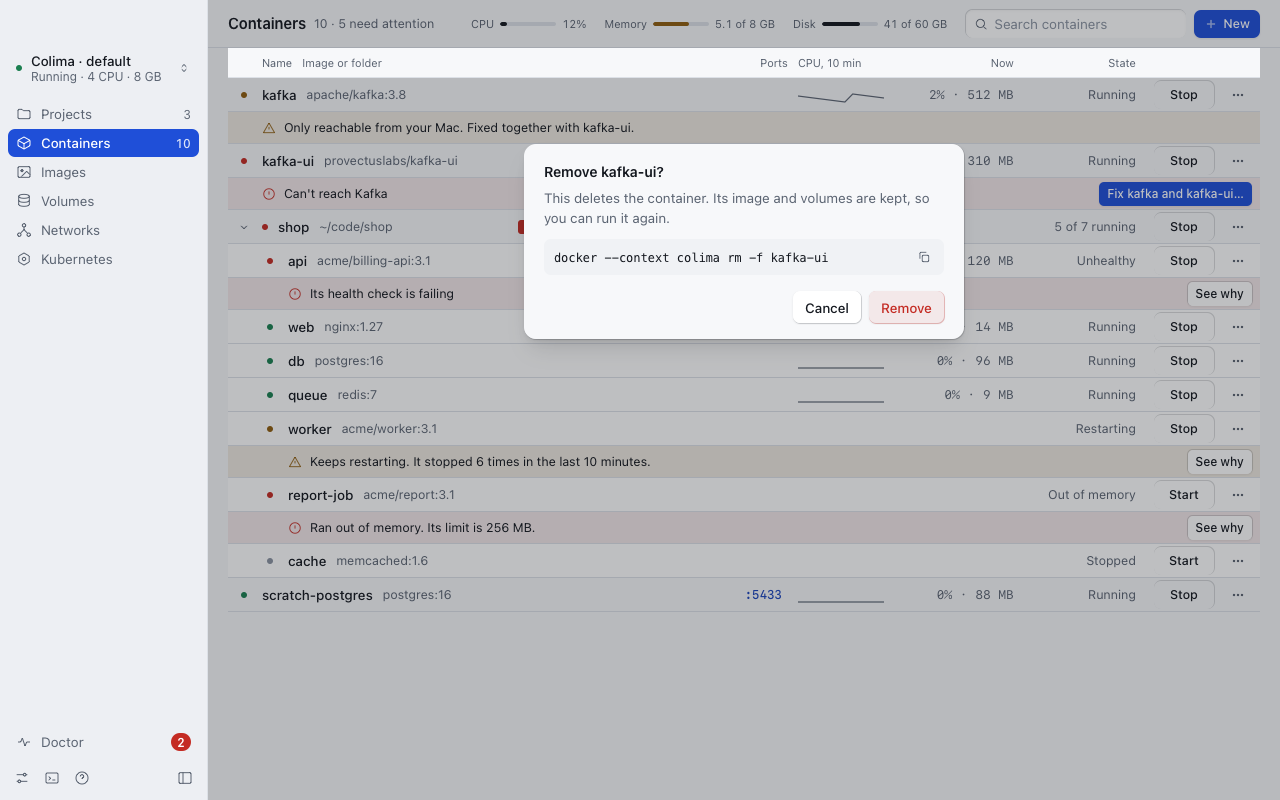 Containers 10 · 5 need attention CPU 12% Memory 5.1 of 8 GB Disk 41 of 60 GB Search containers + New
Colima · default
Running · 4 CPU · 8 GB
Projects 3
Containers 10
Images
Volumes
Networks
Kubernetes
Doctor 2
Name Image or folder Ports CPU, 10 min Now State
kafka apache/kafka:3.8 2% · 512 MB Running Stop ···
Only reachable from your Mac. Fixed together with kafka-ui.
kafka-ui provectuslabs/kafka-ui 310 MB Running Stop ···
Can't reach Kafka Fix kafka and kafka-ui...
shop ~/code/shop 5 of 7 running Stop ···
api acme/billing-api:3.1 120 MB Unhealthy Stop ···
Its health check is failing See why
web nginx:1.27 14 MB Running Stop ···
db postgres:16 0% · 96 MB Running Stop ···
queue redis:7 0% · 9 MB Running Stop ···
worker acme/worker:3.1 Restarting Stop ···
Keeps restarting. It stopped 6 times in the last 10 minutes. See why
report-job acme/report:3.1 Out of memory Start ···
Ran out of memory. Its limit is 256 MB. See why
cache memcached:1.6 Stopped Start ···
scratch-postgres postgres:16 :5433 0% · 88 MB Running Stop ···
Remove kafka-ui?
This deletes the container. Its image and volumes are kept, so
you can run it again.
docker --context colima rm -f kafka-ui
Cancel Remove